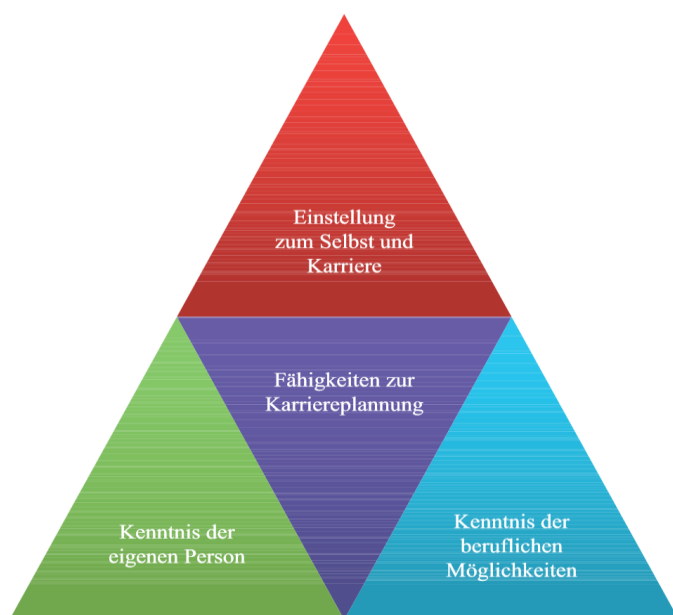 Einstellung
zum Selbst und
Karriere
Fähigkeiten zur
Karriereplannung
Kenntnis der
eigenen Person
Kenntnis der
beruflichen
Möglichkeiten